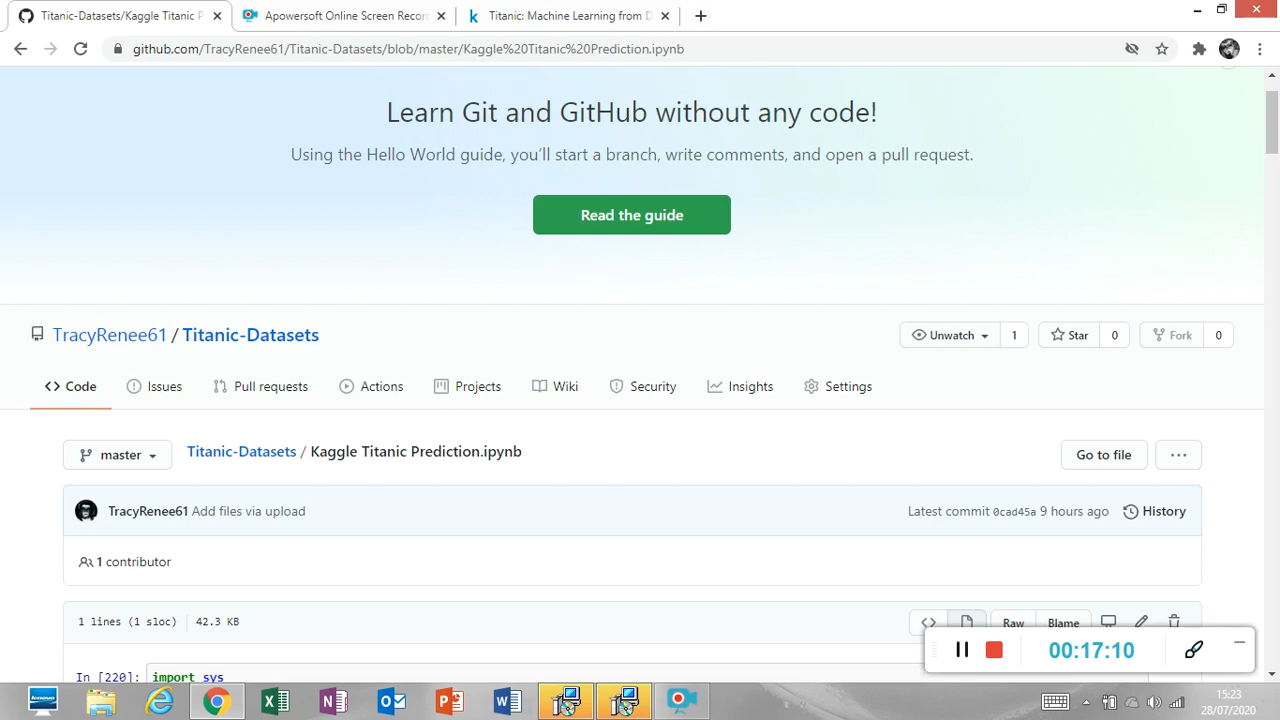 Titanic-Datasets/Kaggle Titanic P
Apowersoft Online Screen Recor
Titanic: Machine Learning from D
github.com/TracyRenee61/Titanic-Datasets/blob/master/Kaggle%20Titanic%20Prediction.ipynb
Learn Git and GitHub without any code!
Using the Hello World guide, you’ll start a branch, write comments, and open a pull request.
Read the guide
TracyRenee61 / Titanic-Datasets
Unwatch 1 Star 0 Fork 0
Code Issues Pull requests Actions Projects Wiki Security Insights Settings
master Titanic-Datasets / Kaggle Titanic Prediction.ipynb Go to file
TracyRenee61 Add files via upload Latest commit 0cad45a 9 hours ago History
1 contributor
1 lines (1 sloc) 42.3 KB Raw Blame
00:17:10
In [220]: import sys
15:23
28/07/2020